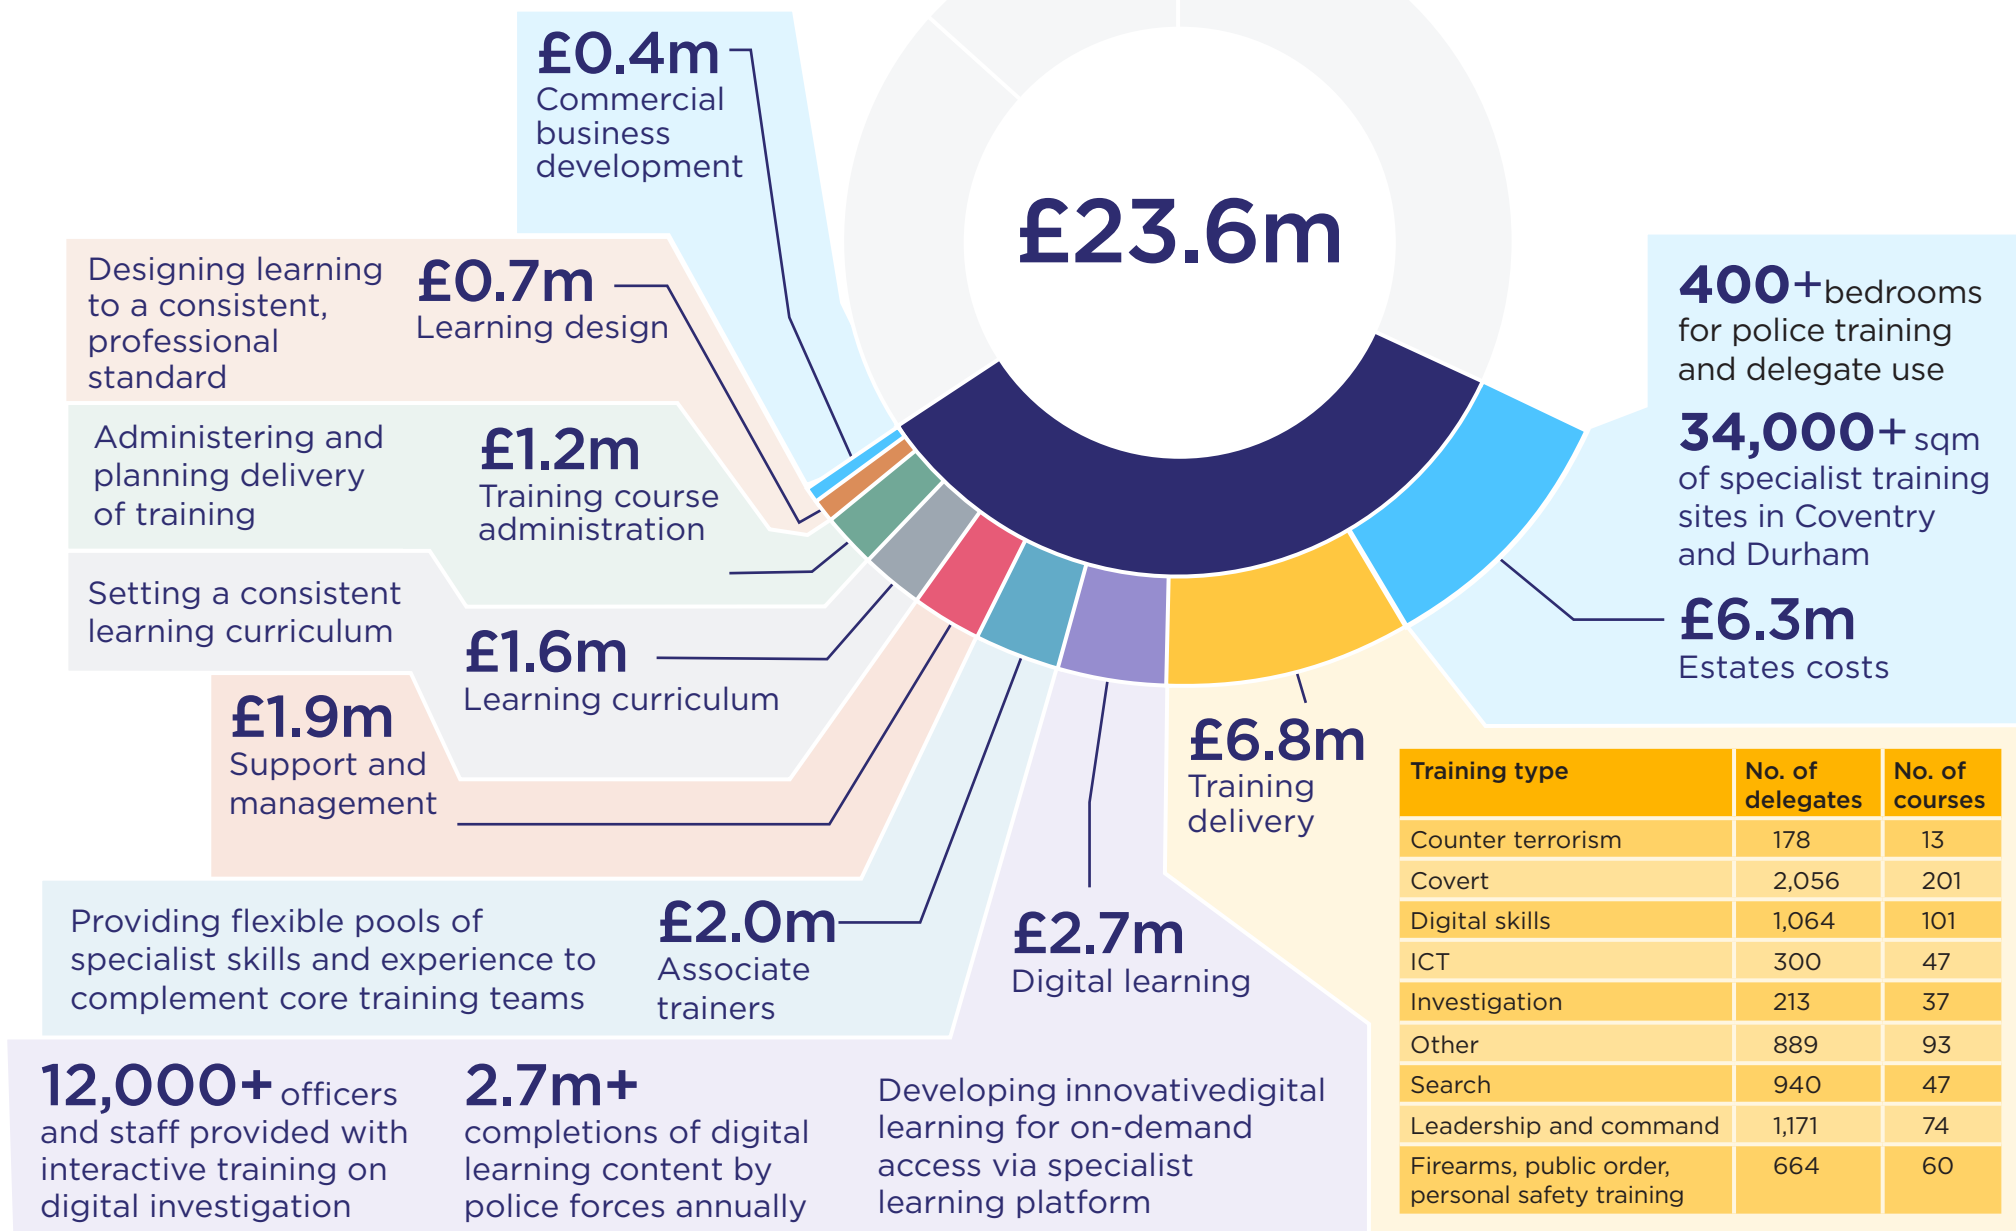 £0.4m
Commercial
business
development
£23.6m
Designing learning
to a consistent,
professional
standard
£0.7m
Learning design
Administering and
planning delivery
of training
£1.2m
Training course
administration
Setting a consistent
learning curriculum
£1.6m
Learning curriculum
£1.9m
Support and
management
Providing flexible pools of
specialist skills and experience to
complement core training teams
£2.0m
Associate
trainers
£2.7m
Digital learning
12,000+ officers
and staff provided with
interactive training on
digital investigation
2.7m+
completions of digital
learning content by
police forces annually
Developing innovativedigital
learning for on-demand
access via specialist
learning platform
£6.8m
Training
delivery
400+bedrooms
for police training
and delegate use
34,000+ sqm
of specialist training
sites in Coventry
and Durham
£6.3m
Estates costs
Training type No. of delegates No. of courses
Counter terrorism 178 13
Covert 2,056 201
Digital skills 1,064 101
ICT 300 47
Investigation 213 37
Other 889 93
Search 940 47
Leadership and command 1,171 74
Firearms, public order, 664 60
personal safety training